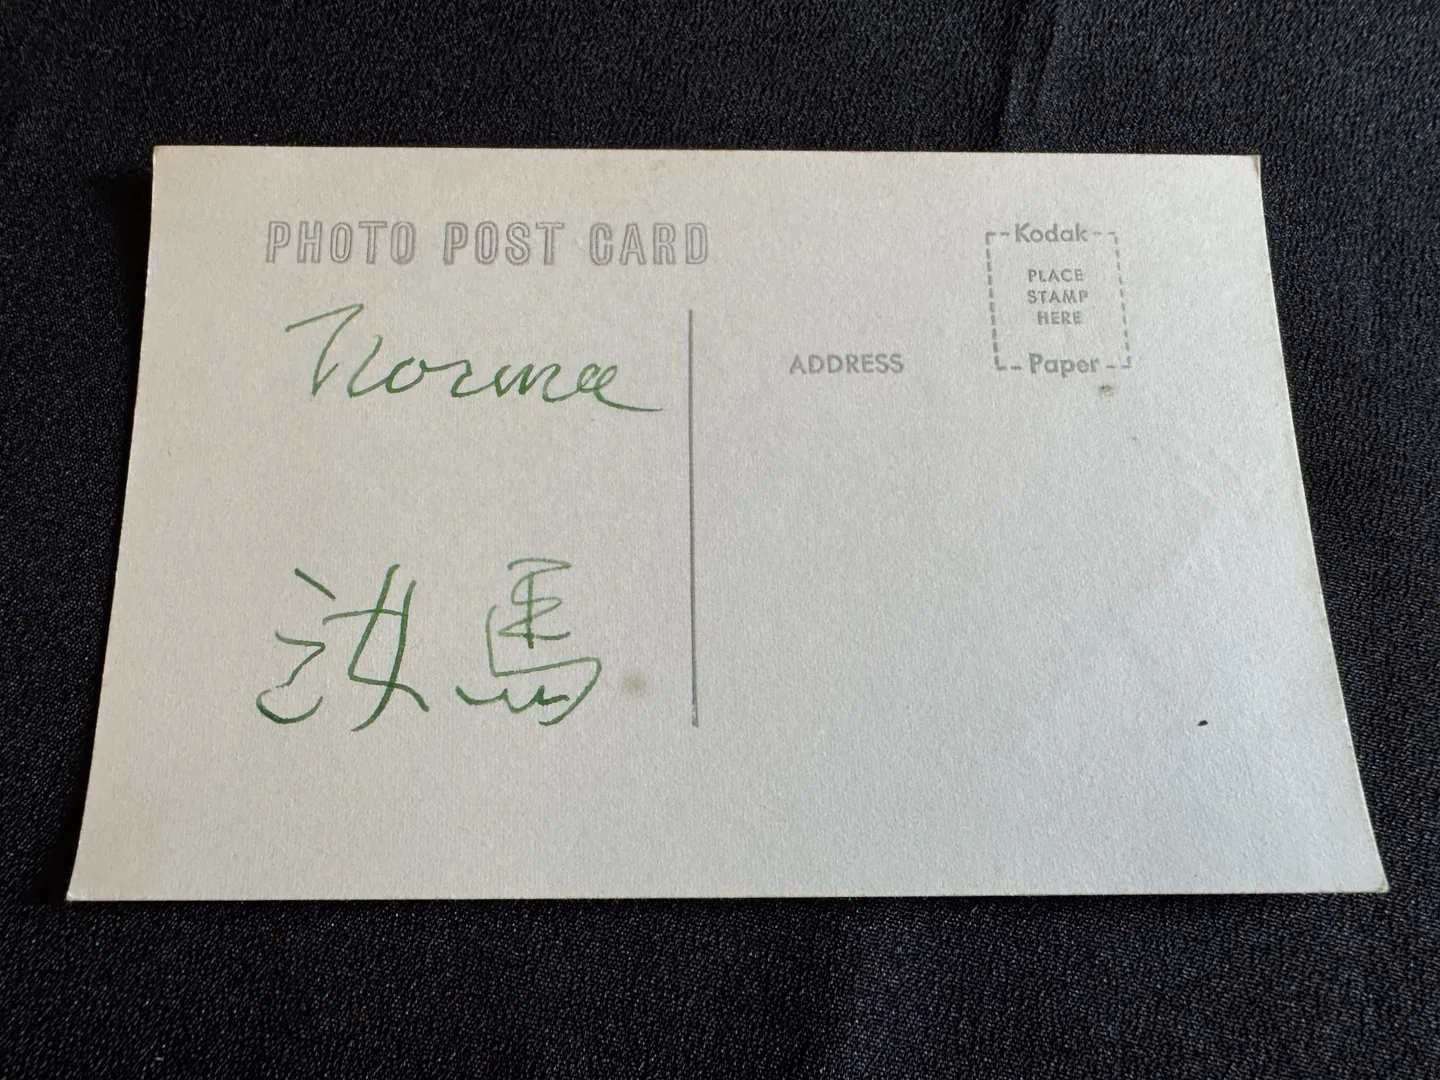 PHOTO POST CARD
Norma
汝馬
ADDRESS
Kodak
PLACE
STAMP
HERE
Paper